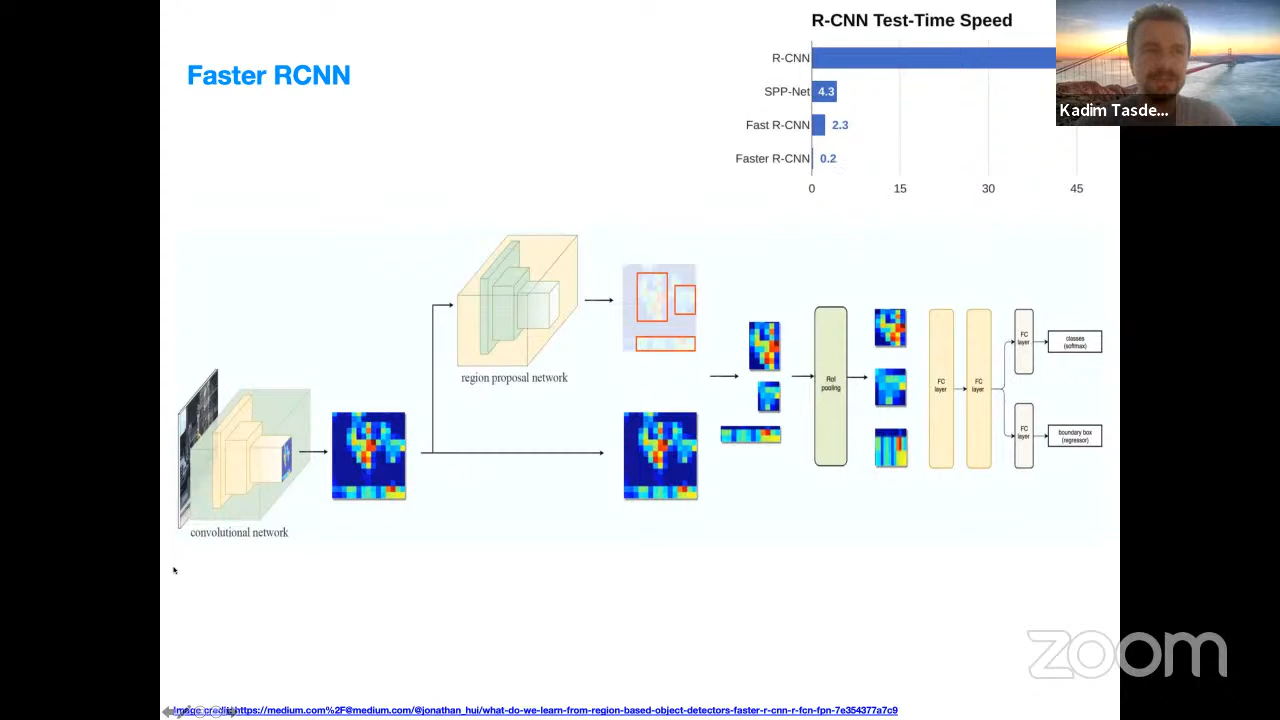 R-CNN Test-Time Speed
Faster RCNN
R-CNN
SPP-Net
4.3
Fast R-CNN
2.3
Faster R-CNN
0.2
0
15
30
45
Kadim Tasde...
region proposal network
convolutional network
RoI
pooling
FC
layer
FC
layer
FC
layer
classes
(softmax)
FC
layer
boundary box
(regressor)
zoom
Image credit: https://medium.com%2F@medium.com/@jonathan_hui/what-do-we-learn-from-region-based-object-detectors-faster-r-cnn-r-fcn-fpn-7e354377a7c9